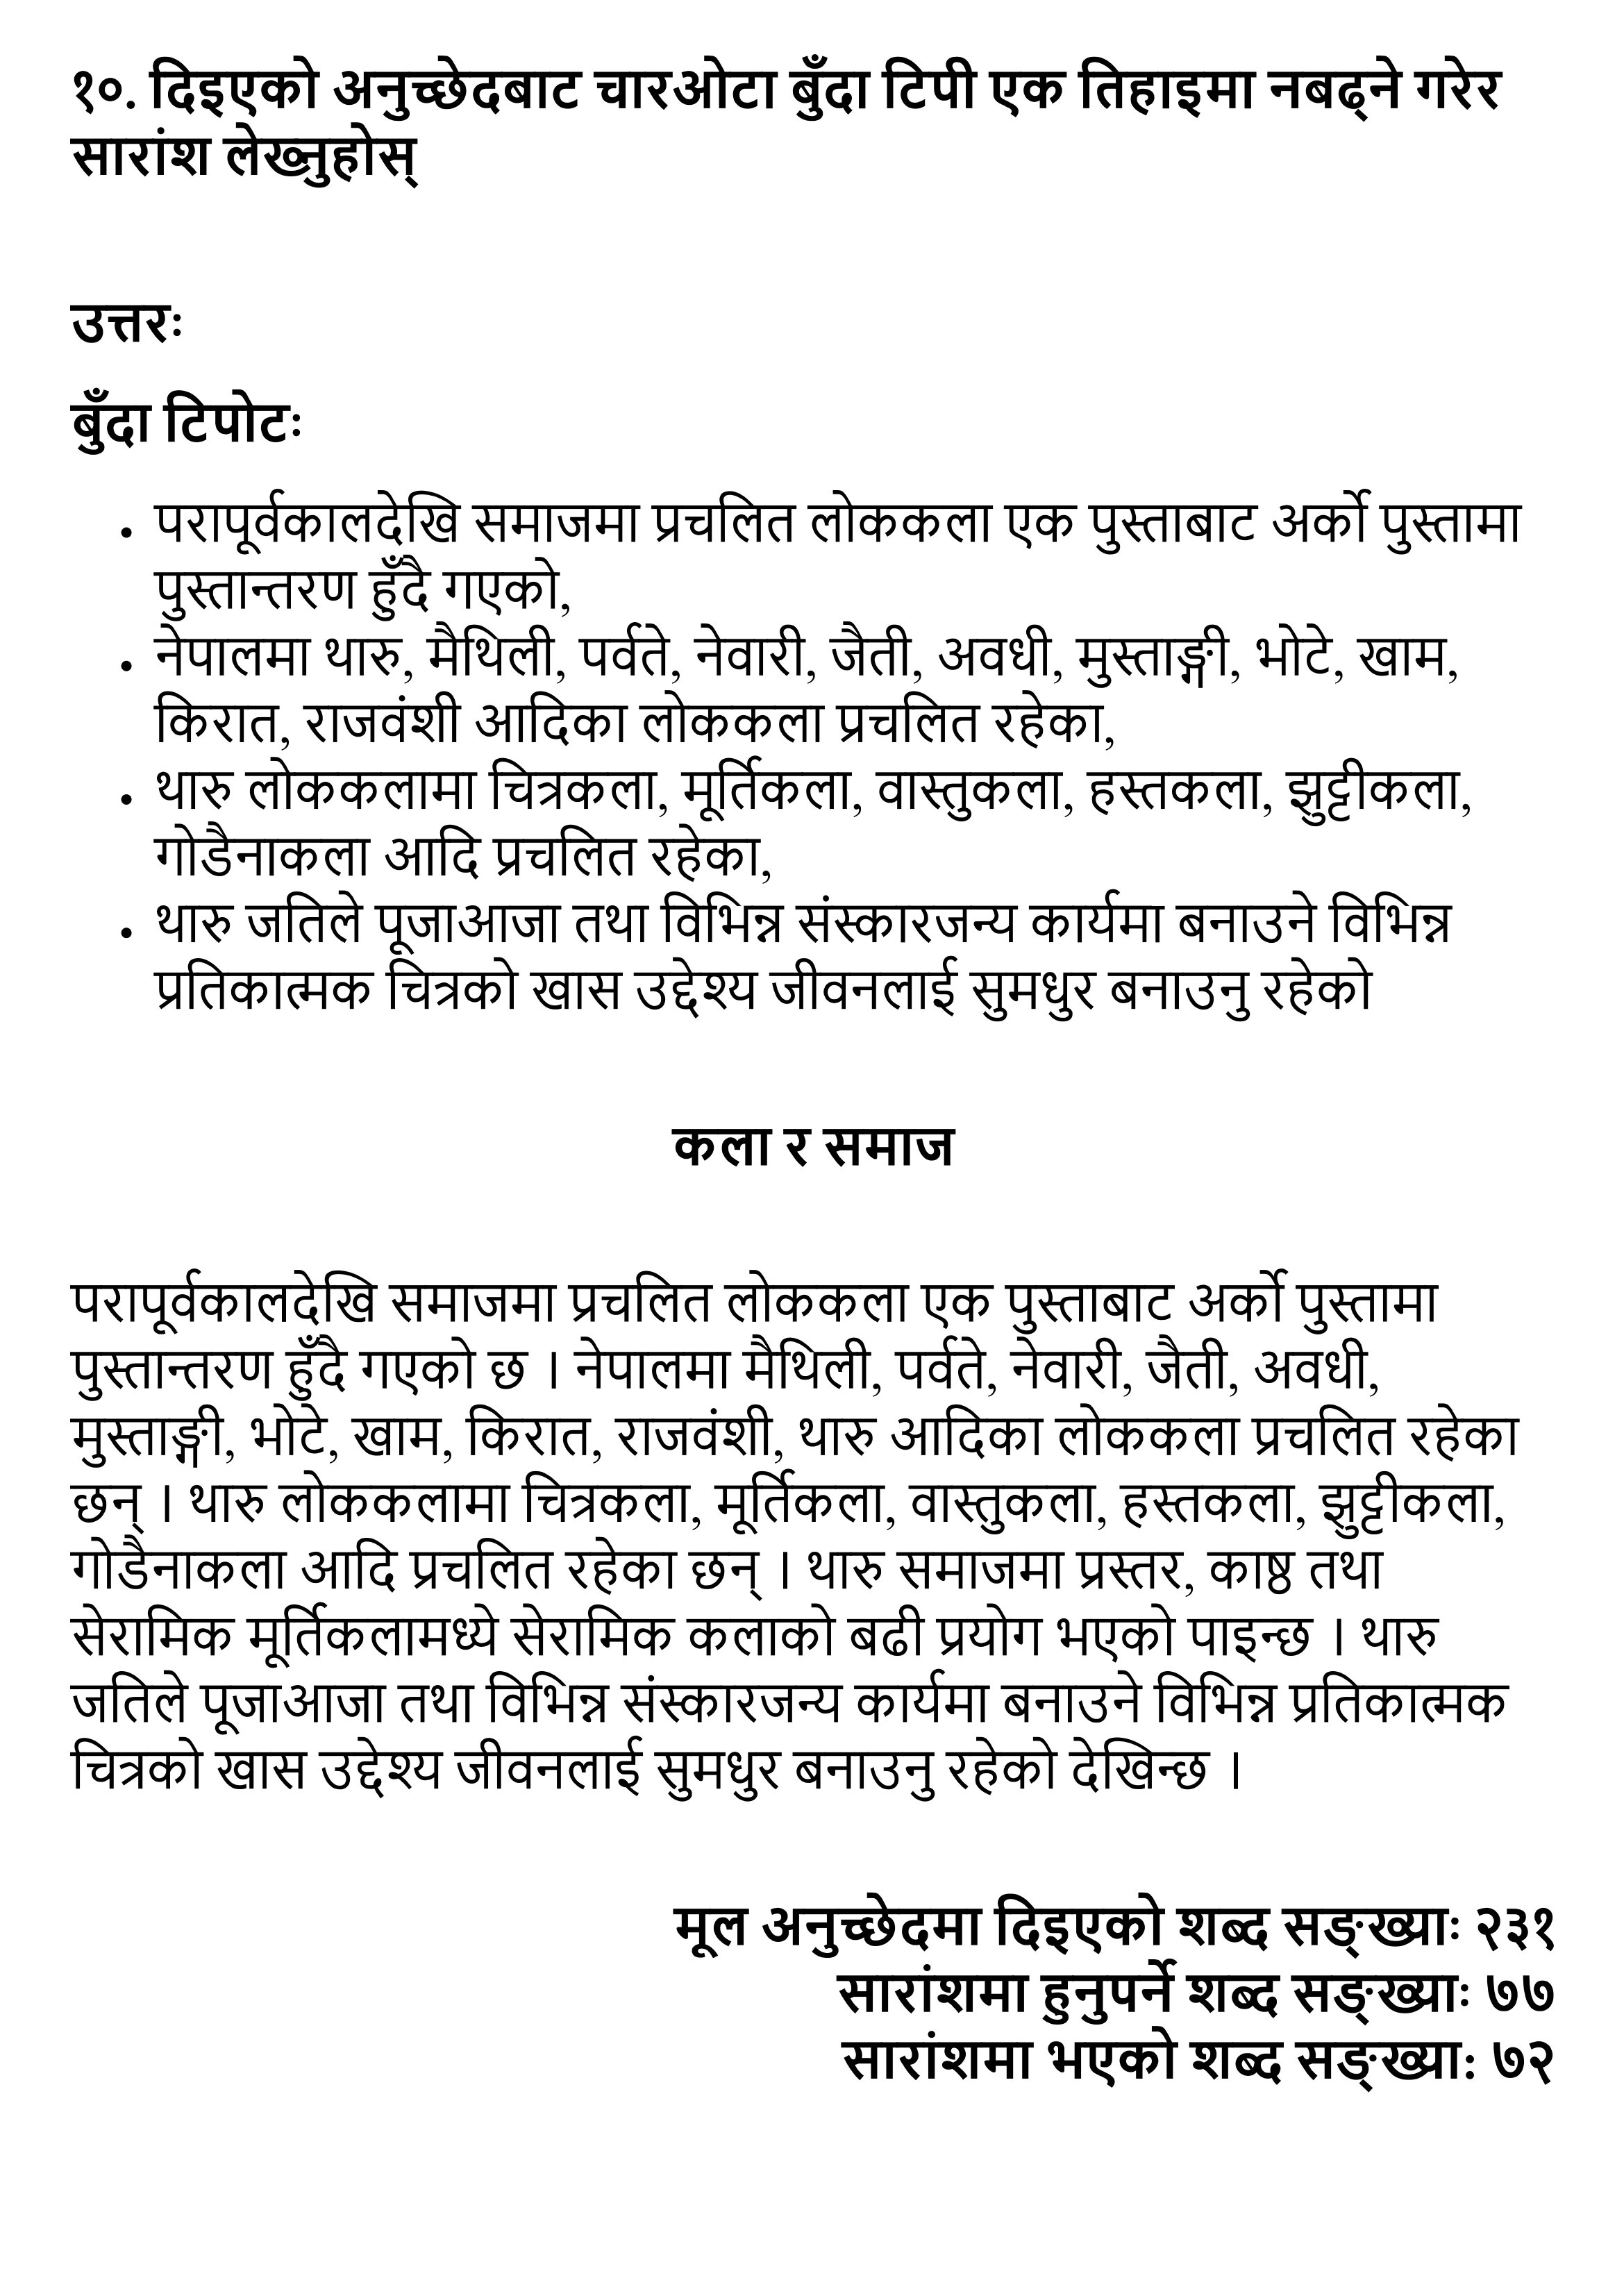 १०. दिइएको अनुच्छेदबाट चारओटा बुँदा टिपी एक तिहाइमा नबढ्ने गरेर
सारांश लेख्नुहोस्
उत्तरः
बुँदा टिपोटः
• परापूर्वकालदेखि समाजमा प्रचलित लोककला एक पुस्ताबाट अर्को पुस्तामा
पुस्तान्तरण हुँदै गएको,
• नेपालमा थारु, मैथिली, पर्वते, नेवारी, जैती, अवधी, मुस्ताङ्गी, भोटे, खाम,
किरात, राजवंशी आदिका लोककला प्रचलित रहेका,
• थारु लोककलामा चित्रकला, मूर्तिकला, वास्तुकला, हस्तकला, झुट्टीकला,
गोडैनाकला आदि प्रचलित रहेका,
• थारु जतिले पूजाआजा तथा विभिन्न संस्कारजन्य कार्यमा बनाउने विभिन्न
प्रतिकात्मक चित्रको खास उद्देश्य जीवनलाई सुमधुर बनाउनु रहेको
कला र समाज
परापूर्वकालदेखि समाजमा प्रचलित लोककला एक पुस्ताबाट अर्को पुस्तामा
पुस्तान्तरण हुँदै गएको छ । नेपालमा मैथिली, पर्वते, नेवारी, जैती, अवधी,
मुस्ताङ्गी, भोटे, खाम, किरात, राजवंशी, थारु आदिका लोककला प्रचलित रहेका
छन् । थारु लोककलामा चित्रकला, मूर्तिकला, वास्तुकला, हस्तकला, झुट्टीकला,
गोडैनाकला आदि प्रचलित रहेका छन् । थारु समाजमा प्रस्तर, काष्ठ तथा
सेरामिक मूर्तिकलामध्ये सेरामिक कलाको बढी प्रयोग भएको पाइन्छ । थारु
जतिले पूजाआजा तथा विभिन्न संस्कारजन्य कार्यमा बनाउने विभिन्न प्रतिकात्मक
चित्रको खास उद्देश्य जीवनलाई सुमधुर बनाउनु रहेको देखिन्छ ।
मूल अनुच्छेदमा दिइएको शब्द सङ्ख्याः २३१
सारांशमा हुनुपर्ने शब्द सङ्ख्याः ७७
सारांशमा भएको शब्द सङ्ख्या: ७२